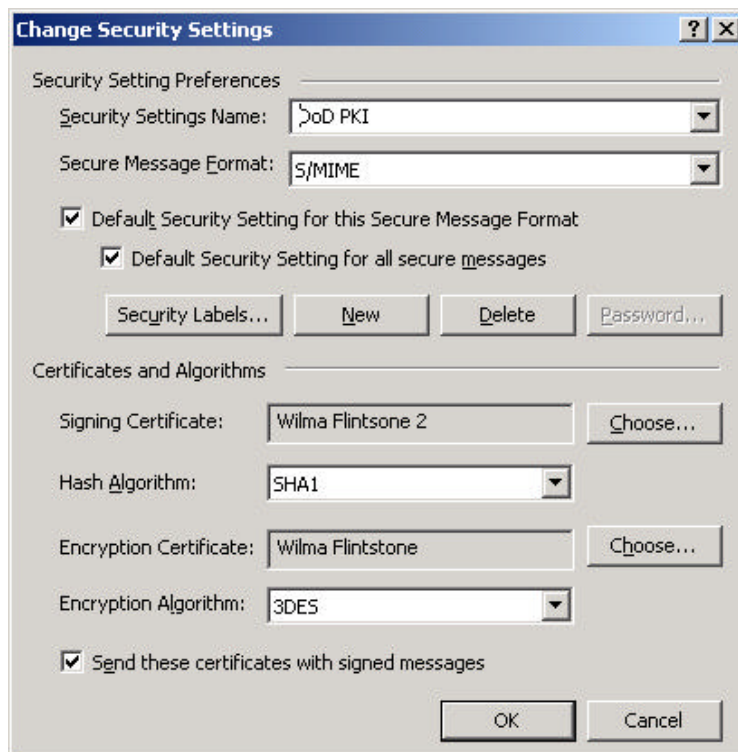 Change Security Settings
Security Setting Preferences
Security Settings Name: DoD PKI
Secure Message Format: S/MIME
Default Security Setting for this Secure Message Format
Default Security Setting for all secure messages
Security Labels... New Delete Password...
Certificates and Algorithms
Signing Certificate: Wilma Flintsone 2 Choose...
Hash Algorithm: SHA1
Encryption Certificate: Wilma Flintstone Choose...
Encryption Algorithm: 3DES
Send these certificates with signed messages
OK Cancel